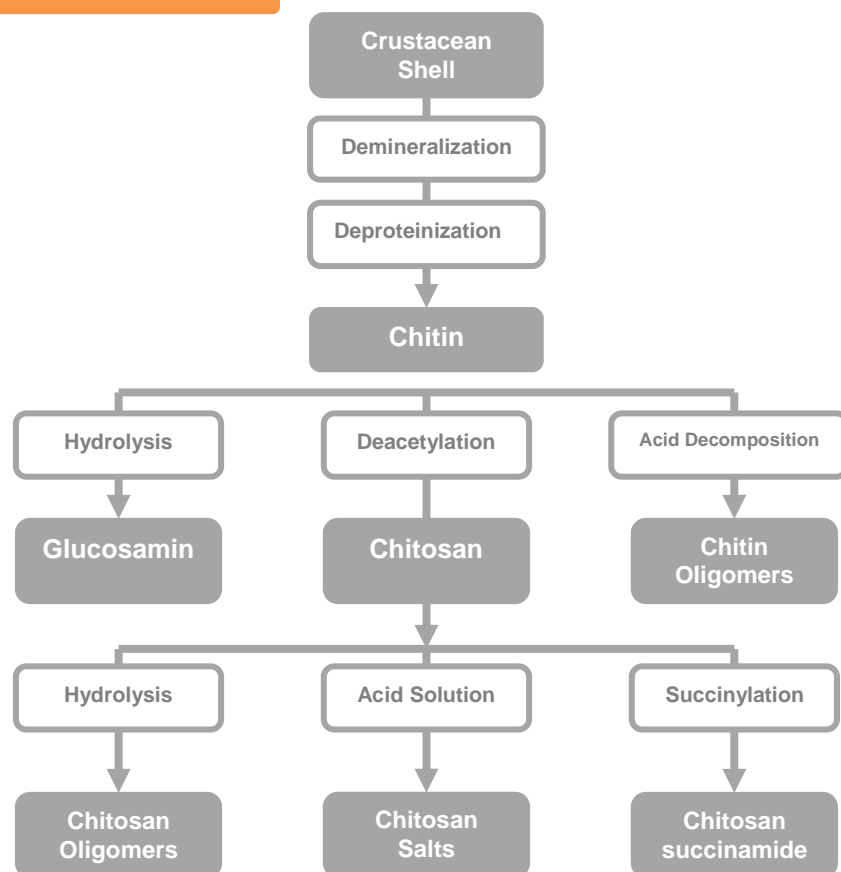 Crustacean
Shell
Demineralization
Deproteinization
Chitin
Hydrolysis
Deacetylation
Acid Decomposition
Glucosamin
Chitosan
Chitin
Oligomers
Hydrolysis
Acid Solution
Succinylation
Chitosan
Oligomers
Chitosan
Salts
Chitosan
succinamide